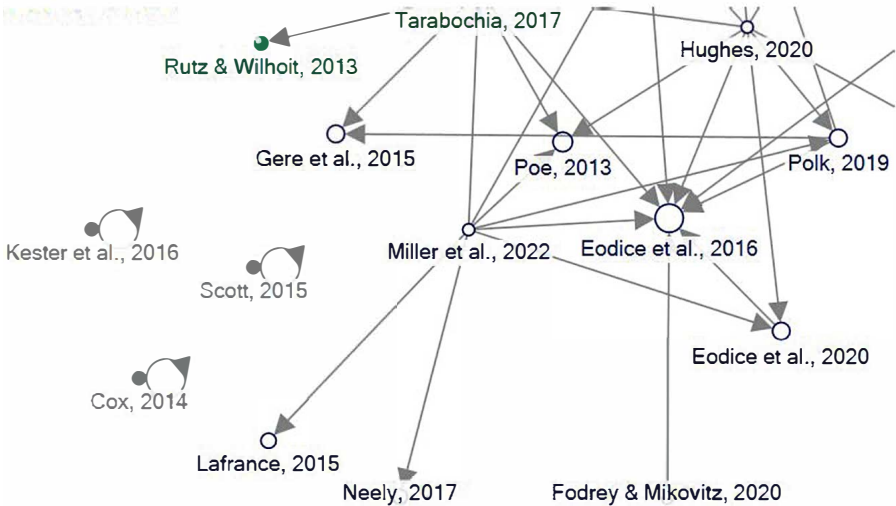 Tarabochia, 2017
Hughes, 2020
Rutz & Wilhoit, 2013
Gere et al., 2015
Poe, 2013
Polk, 2019
Kester et al., 2016
Miller et al., 2022
Eodice et al., 2016
Scott, 2015
Eodice et al., 2020
Cox, 2014
Lafrance, 2015
Neely, 2017
Fodrey & Mikovitz, 2020